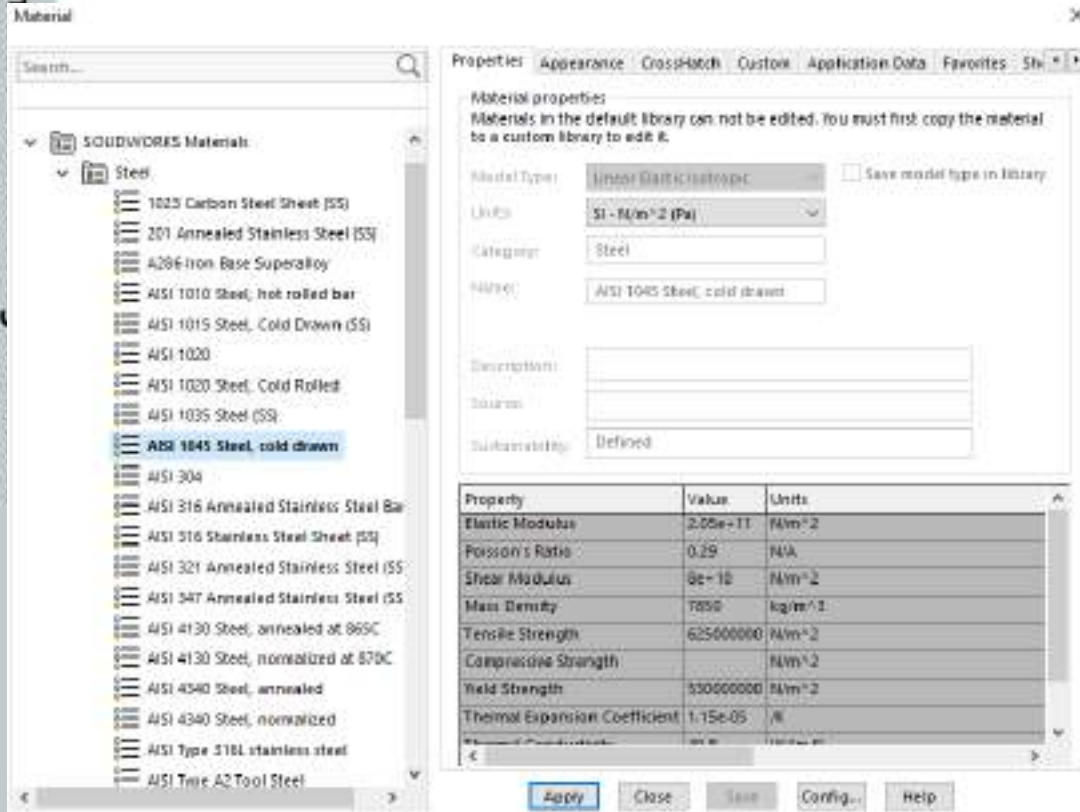 Material
Search...
SOLIDWORKS Materials
Steel
1023 Carbon Steel Sheet (SS)
201 Annealed Stainless Steel (SS)
A286 Iron Base Superalloy
AISI 1010 Steel, hot rolled bar
AISI 1015 Steel, Cold Drawn (SS)
AISI 1020
AISI 1020 Steel, Cold Rolled
AISI 1035 Steel (SS)
AISI 1045 Steel, cold drawn
AISI 304
AISI 316 Annealed Stainless Steel Bar
AISI 316 Stainless Steel Sheet (SS)
AISI 321 Annealed Stainless Steel (SS
AISI 347 Annealed Stainless Steel (SS
AISI 4130 Steel, annealed at 865C
AISI 4130 Steel, normalized at 870C
AISI 4340 Steel, annealed
AISI 4340 Steel, normalized
AISI Type 316L stainless steel
AISI Type A2 Tool Steel
Properties Appearance CrossHatch Custom Application Data Favorites She
Material properties
Materials in the default library can not be edited. You must first copy the material
to a custom library to edit it.
Model Type: Linear Elastic Isotropic Save model type in library
Units: SI - N/m^2 (Pa)
Category: Steel
Name: AISI 1045 Steel, cold drawn
Description:
Source:
Sustainability: Defined
Property Value Units
Elastic Modulus 2.05e+11 N/m^2
Poisson's Ratio 0.29 N/A
Shear Modulus 8e+10 N/m^2
Mass Density 7850 kg/m^3
Tensile Strength 625000000 N/m^2
Compressive Strength N/m^2
Yield Strength 530000000 N/m^2
Thermal Expansion Coefficient 1.15e-05 /K
Apply Close Save Config... Help